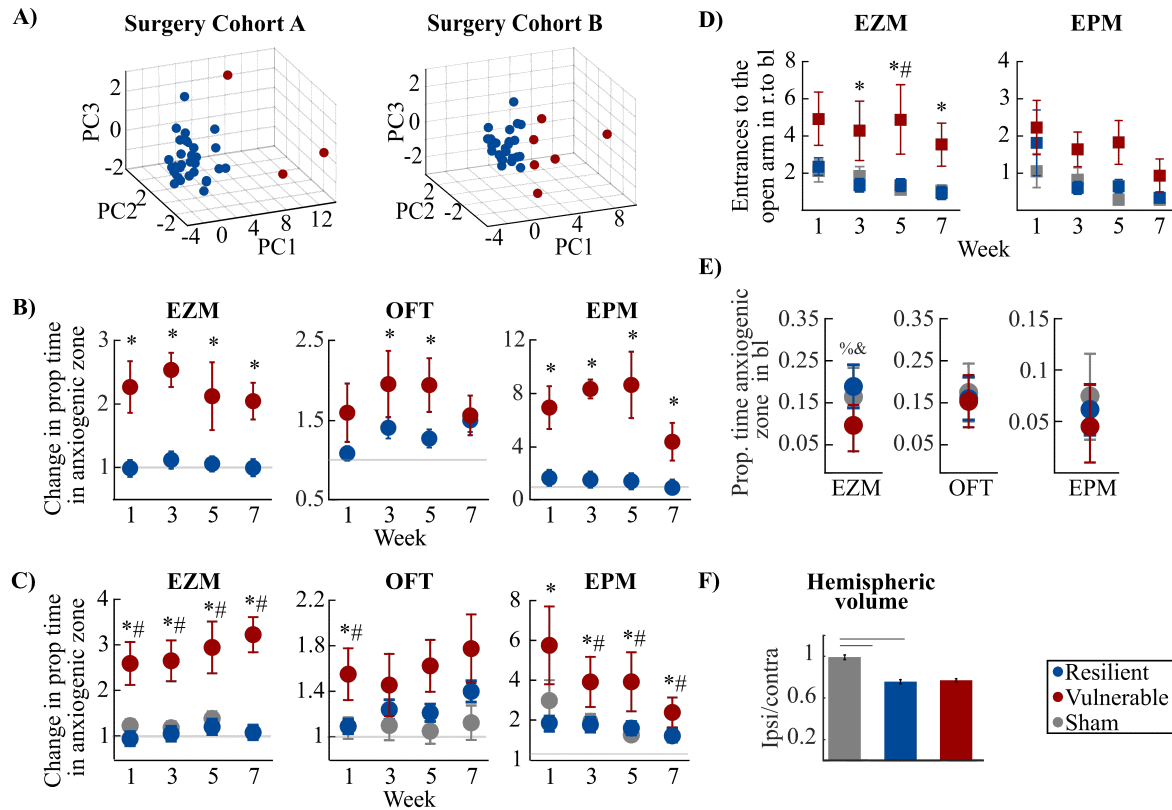 A)
Surgery Cohort A
Surgery Cohort B
PC3
2
0
-2
2
-2
PC2
-4
0
4
8
12
PC1
PC3
2
0
-2
2
-2
PC2
-4
0
4
8
PC1
B)
EZM
OFT
EPM
Change in prop time
in anxiogenic zone
3
2
1
* * * *
1 3 5 7
2.5
1.5
0.5
* *
1 3 5 7
12
8
4
0
* * * *
1 3 5 7
Week
C)
EZM
OFT
EPM
Change in prop time
in anxiogenic zone
4
3
2
1
*# *# *# *#
1 3 5 7
2.2
1.8
1.4
1
*#
1 3 5 7
8
6
4
2
1
* *# *# *#
1 3 5 7
Week
D)
EZM
EPM
Entrances to the
open arm in r.to bl
8
6
4
2
* *# *
1 3 5 7
4
3
2
1
1 3 5 7
Week
E)
Prop. time anxiogenic
zone in bl
0.35
0.25
0.15
0.05
%&
EZM
0.35
0.25
0.15
0.05
OFT
0.15
0.1
0.05
EPM
F)
Hemispheric
volume
Ipsi/contra
1
0.6
0.2
Resilient
Vulnerable
Sham